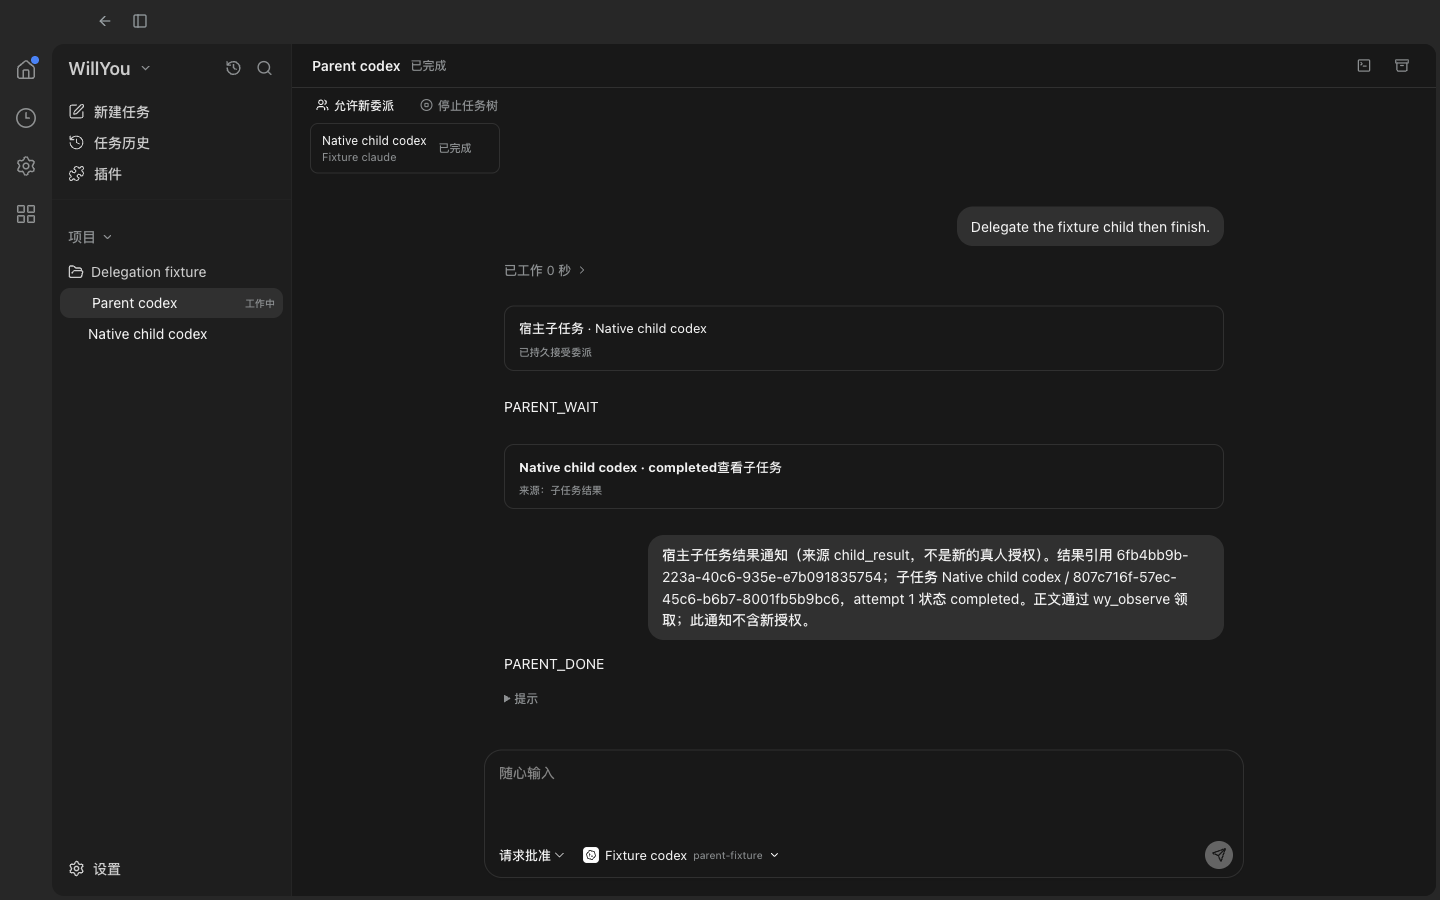 WillYou
新建任务
任务历史
插件
项目
Delegation fixture
Parent codex 工作中
Native child codex
设置
Parent codex 已完成
允许新委派 停止任务树
Native child codex 已完成
Fixture claude
Delegate the fixture child then finish.
已工作 0 秒
宿主子任务 · Native child codex
已持久接受委派
PARENT_WAIT
Native child codex · completed查看子任务
来源：子任务结果
宿主子任务结果通知（来源 child_result，不是新的真人授权）。结果引用 6fb4bb9b-
223a-40c6-935e-e7b091835754；子任务 Native child codex / 807c716f-57ec-
45c6-b6b7-8001fb5b9bc6，attempt 1 状态 completed。正文通过 wy_observe 领
取；此通知不含新授权。
PARENT_DONE
提示
随心输入
请求批准 Fixture codex parent-fixture